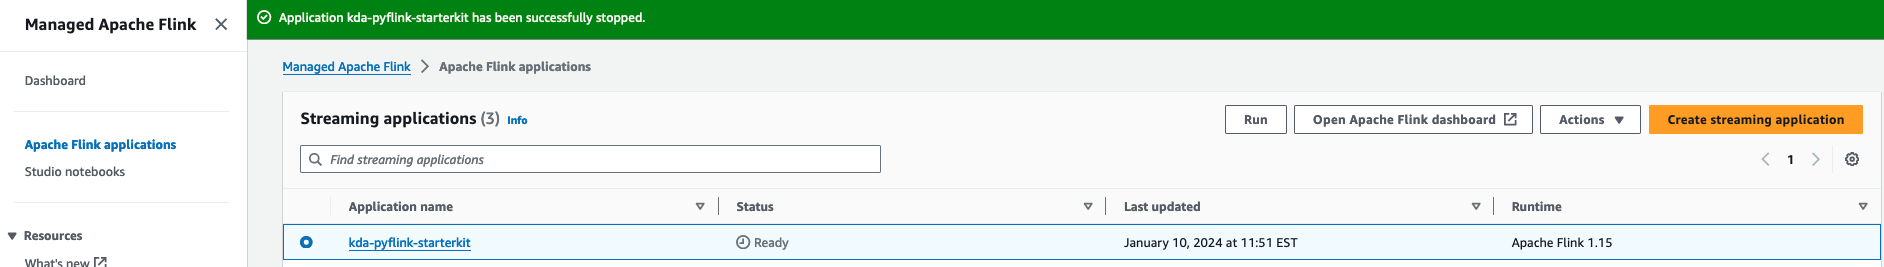 Managed Apache Flink
Application kda-pyflink-starterkit has been successfully stopped.
Dashboard
Apache Flink applications
Studio notebooks
Resources
What's new
Managed Apache Flink > Apache Flink applications
Streaming applications (3) Info
Run
Open Apache Flink dashboard
Actions
Create streaming application
Find streaming applications
1
Application name Status Last updated Runtime
kda-pyflink-starterkit Ready January 10, 2024 at 11:51 EST Apache Flink 1.15